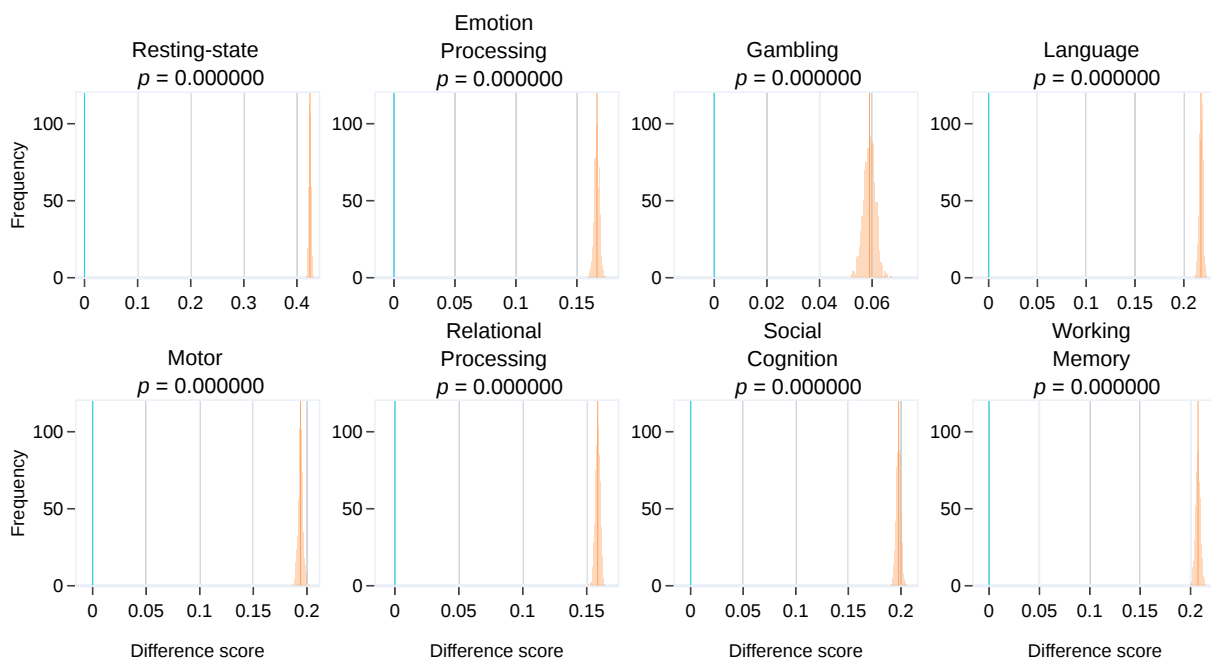 Resting-state
p = 0.000000
Emotion
Processing
p = 0.000000
Gambling
p = 0.000000
Language
p = 0.000000
Frequency
100
50
0
0 0.1 0.2 0.3 0.4
100
50
0
0 0.05 0.1 0.15
100
50
0
0 0.02 0.04 0.06
100
50
0
0 0.05 0.1 0.15 0.2
Motor
p = 0.000000
Relational
Processing
p = 0.000000
Social
Cognition
p = 0.000000
Working
Memory
p = 0.000000
Frequency
100
50
0
0 0.05 0.1 0.15 0.2
Difference score
100
50
0
0 0.05 0.1 0.15
Difference score
100
50
0
0 0.05 0.1 0.15 0.2
Difference score
100
50
0
0 0.05 0.1 0.15 0.2
Difference score